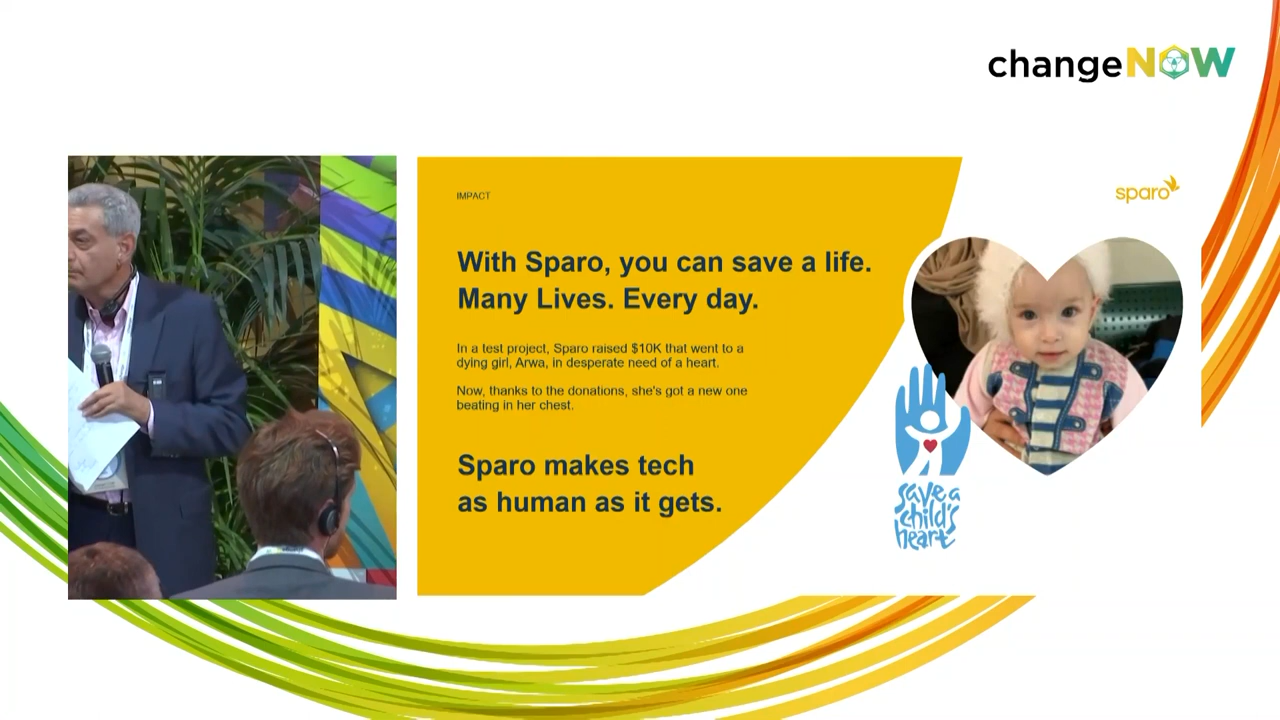 changeNOW
sparo
IMPACT
With Sparo, you can save a life.
Many Lives. Every day.
In a test project, Sparo raised $10K that went to a
dying girl, Arwa, in desperate need of a heart.
Now, thanks to the donations, she's got a new one
beating in her chest.
Sparo makes tech
as human as it gets.
save a
child's
heart